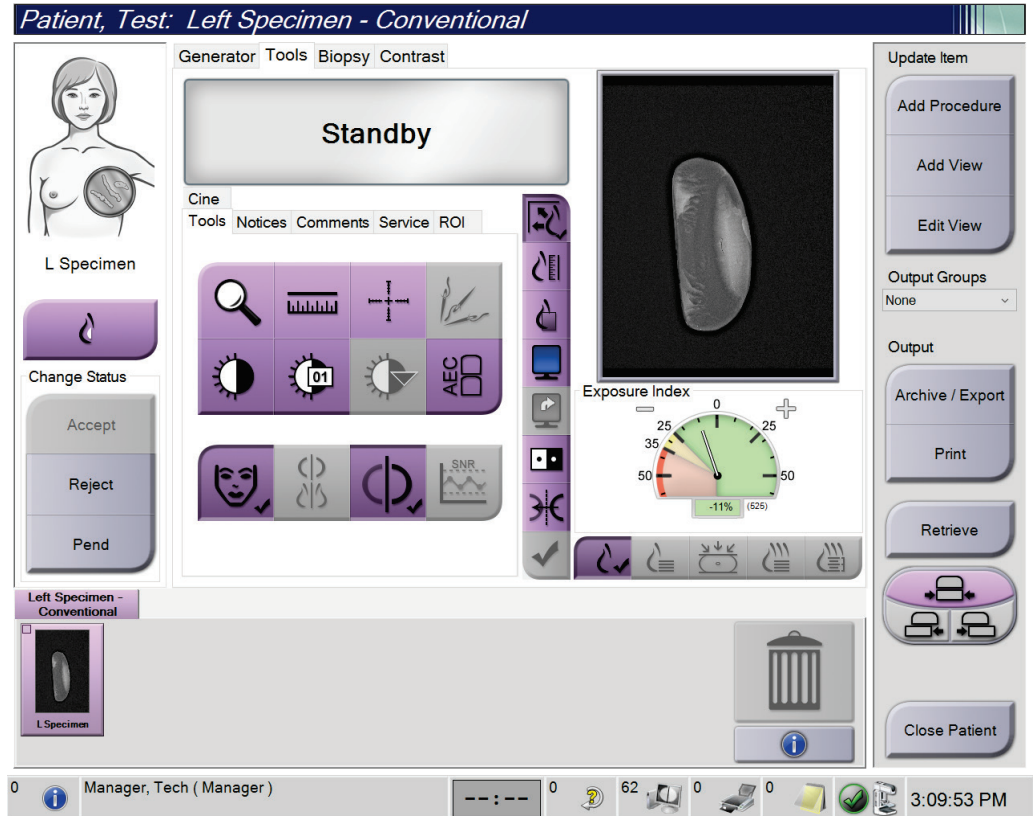 Patient, Test: Left Specimen - Conventional
Generator Tools Biopsy Contrast
Standby
Cine
Tools Notices Comments Service ROI
L Specimen
Change Status
Accept
Reject
Pend
01
AEC
SNR
Exposure Index
0
25 25
35
50 50
-11% (525)
Update Item
Add Procedure
Add View
Edit View
Output Groups
None
Output
Archive / Export
Print
Retrieve
Close Patient
Left Specimen -
Conventional
L Specimen
0 Manager, Tech ( Manager ) --:-- 0 62 0 0 3:09:53 PM